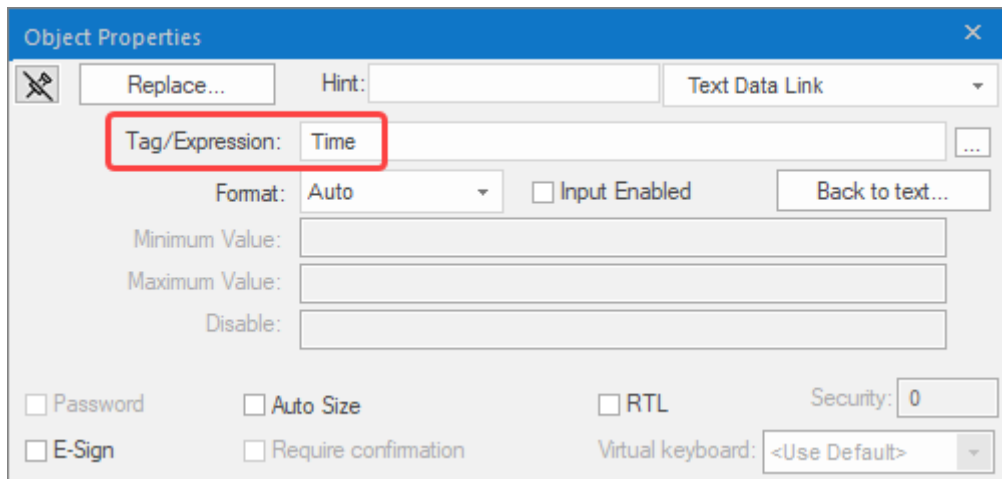 Object Properties
Replace... Hint: Text Data Link
Tag/Expression: Time ...
Format: Auto Input Enabled Back to text...
Minimum Value:
Maximum Value:
Disable:
Password Auto Size RTL Security: 0
E-Sign Require confirmation Virtual keyboard: <Use Default>